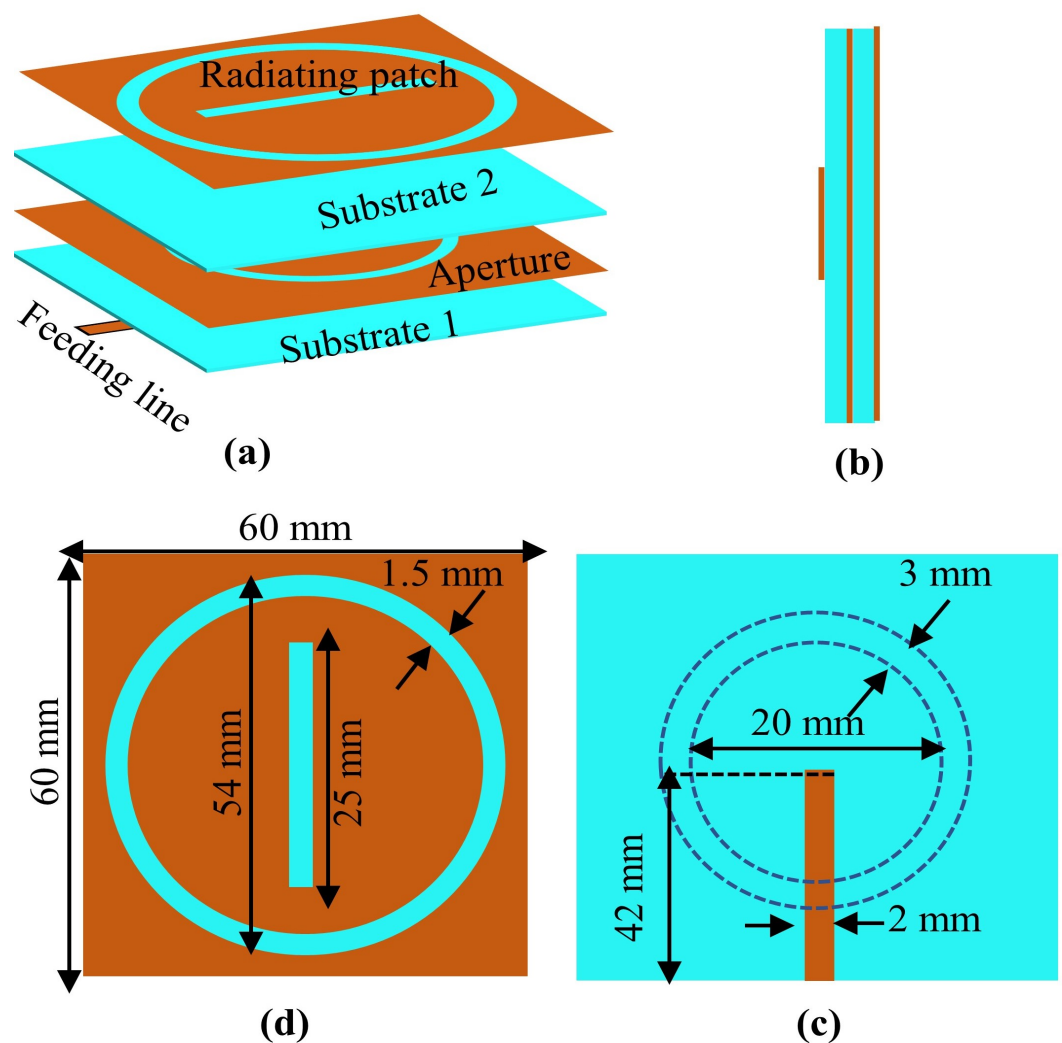 Radiating patch
Substrate 2
Aperture
Substrate 1
Feeding line
(a)
(b)
60 mm
60 mm
1.5 mm
54 mm
25 mm
(d)
3 mm
20 mm
42 mm
2 mm
(c)